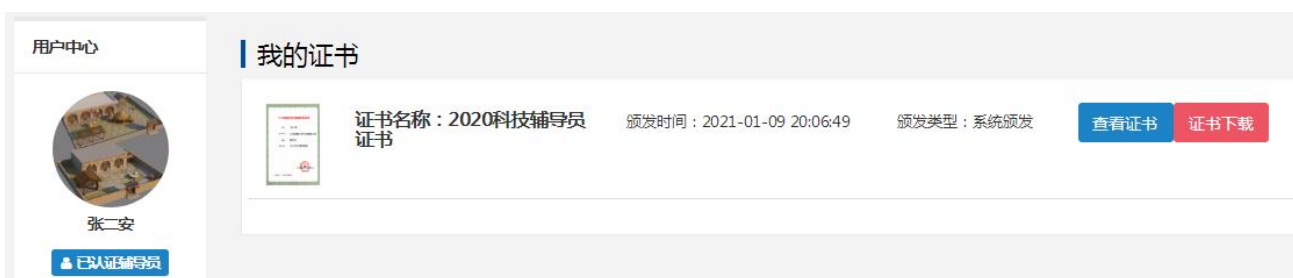 用户中心
我的证书
证书名称：2020科技辅导员
证书
颁发时间：2021-01-09 20:06:49
颁发类型：系统颁发
查看证书
证书下载
张二安
已认证辅导员